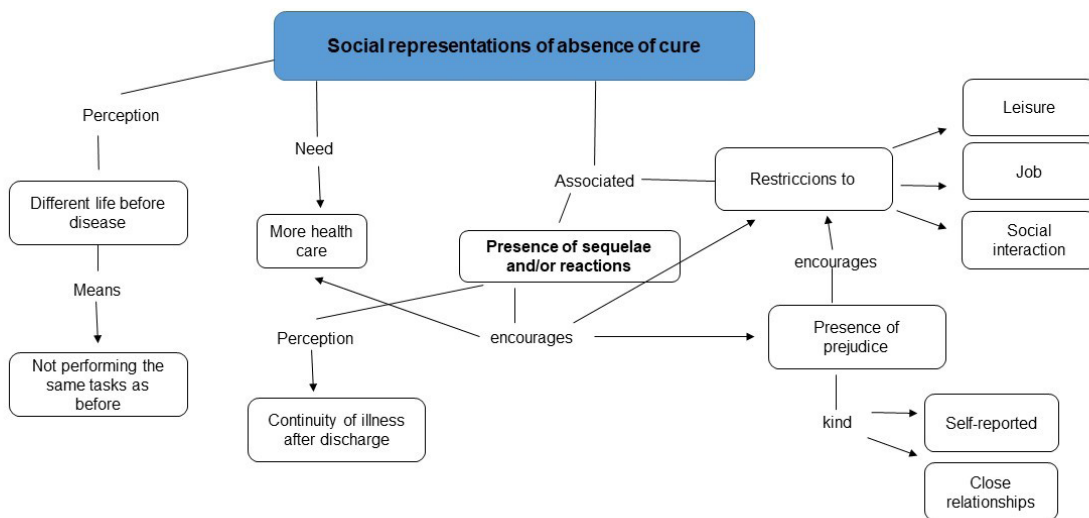 Social representations of absence of cure
Perception
Need
Associated
Different life before
disease
Means
Not performing the
same tasks as
before
More health
care
Presence of sequelae
and/or reactions
Perception
Continuity of illness
after discharge
encourages
Restriccions to
Leisure
Job
Social
interaction
encourages
Presence of
prejudice
kind
Self-reported
Close
relationships